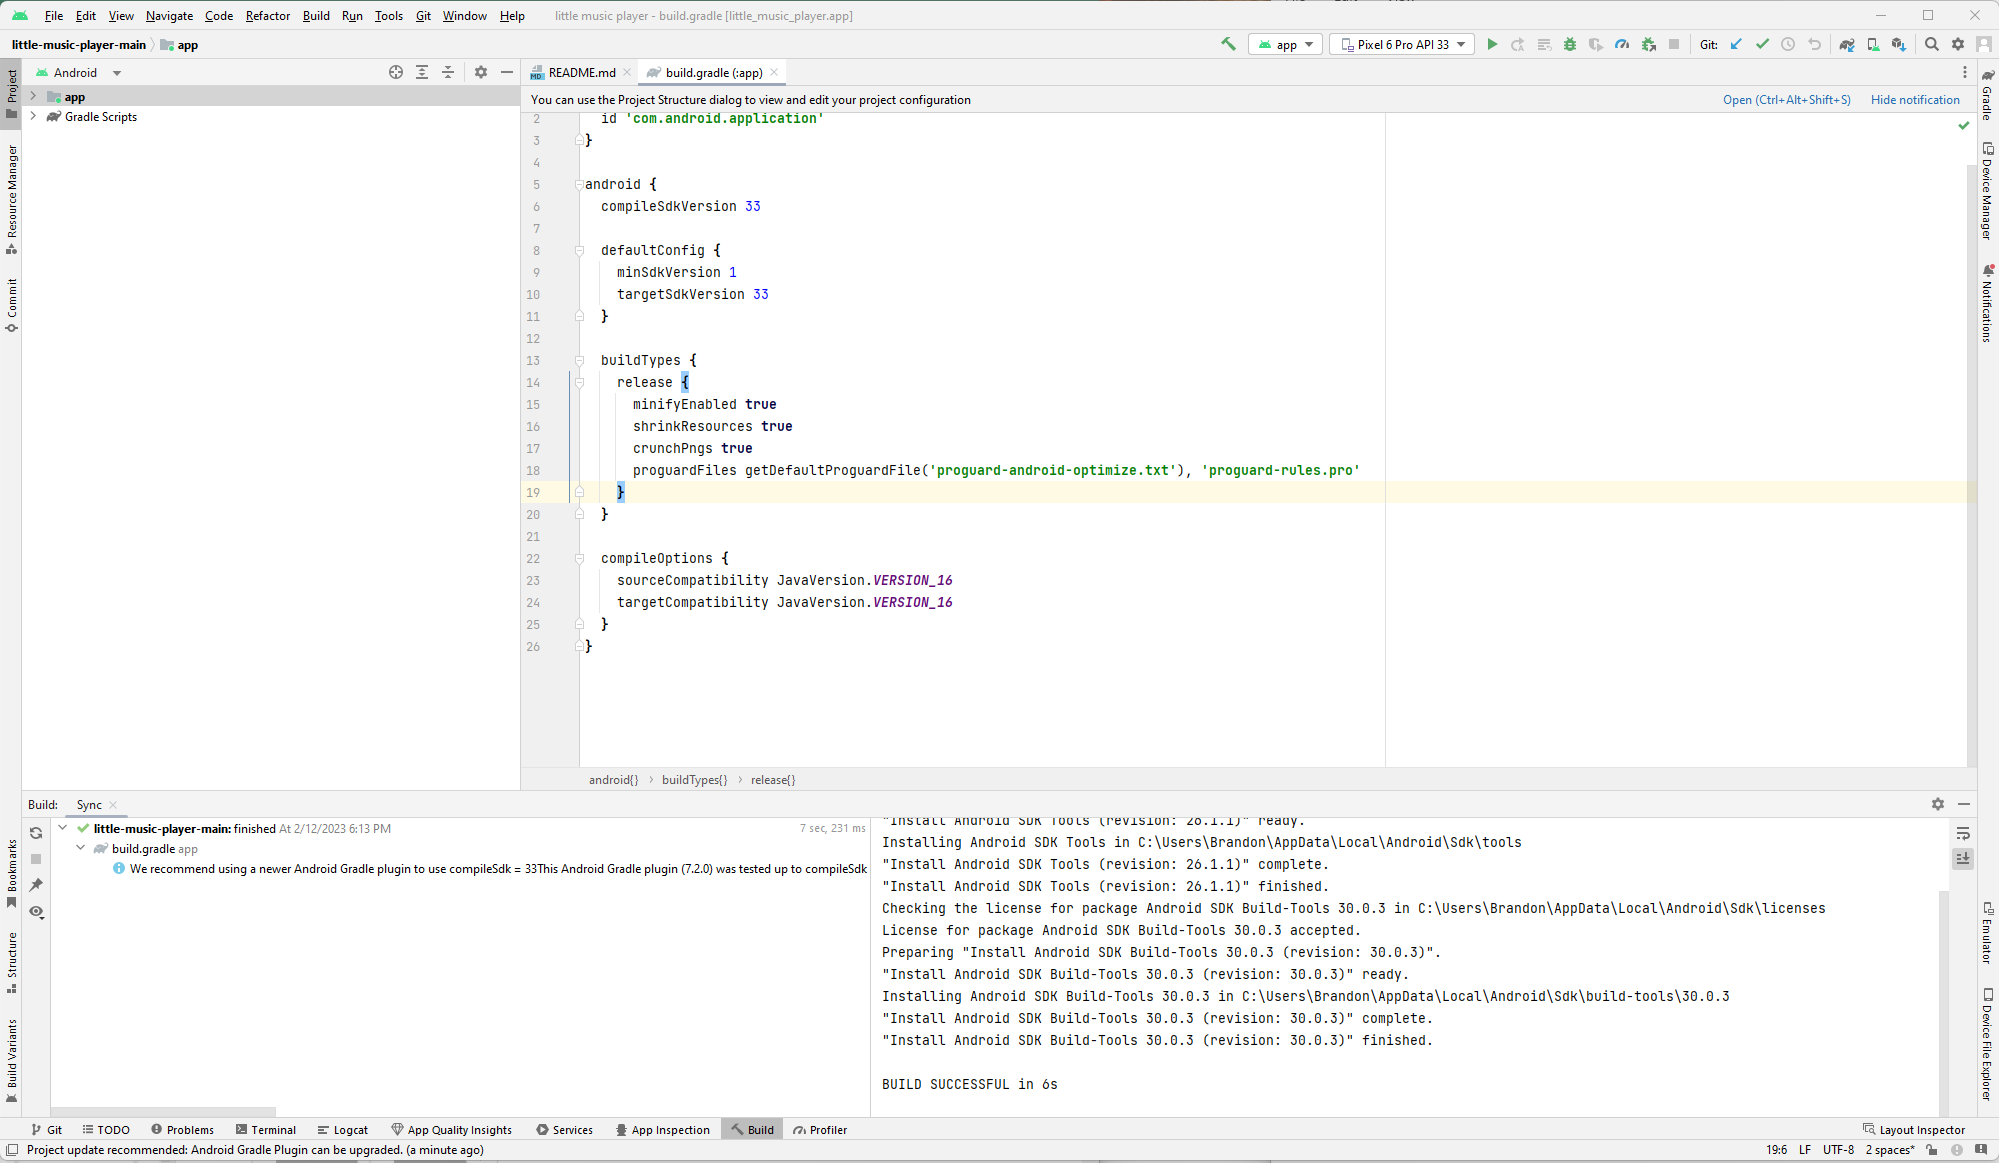 File Edit View Navigate Code Refactor Build Run Tools Git Window Help little music player - build.gradle [little_music_player.app]
little-music-player-main app
app Pixel 6 Pro API 33 Git:
Project
Android
README.md build.gradle (:app)
You can use the Project Structure dialog to view and edit your project configuration Open (Ctrl+Alt+Shift+S) Hide notification
app
Gradle Scripts
Resource Manager
Commit
2 id 'com.android.application'
3 }
4
5 android {
6 compileSdkVersion 33
7
8 defaultConfig {
9 minSdkVersion 1
10 targetSdkVersion 33
11 }
12
13 buildTypes {
14 release {
15 minifyEnabled true
16 shrinkResources true
17 crunchPngs true
18 proguardFiles getDefaultProguardFile('proguard-android-optimize.txt'), 'proguard-rules.pro'
19 }
20 }
21
22 compileOptions {
23 sourceCompatibility JavaVersion.VERSION_16
24 targetCompatibility JavaVersion.VERSION_16
25 }
26 }
android{} buildTypes{} release{}
Gradle
Device Manager
Notifications
Build: Sync
little-music-player-main: finished At 2/12/2023 6:13 PM 7 sec, 231 ms
build.gradle app
We recommend using a newer Android Gradle plugin to use compileSdk = 33This Android Gradle plugin (7.2.0) was tested up to compileSdk
"Install Android SDK Tools (revision: 26.1.1)" ready.
Installing Android SDK Tools in C:\Users\Brandon\AppData\Local\Android\Sdk\tools
"Install Android SDK Tools (revision: 26.1.1)" complete.
"Install Android SDK Tools (revision: 26.1.1)" finished.
Checking the license for package Android SDK Build-Tools 30.0.3 in C:\Users\Brandon\AppData\Local\Android\Sdk\licenses
License for package Android SDK Build-Tools 30.0.3 accepted.
Preparing "Install Android SDK Build-Tools 30.0.3 (revision: 30.0.3)".
"Install Android SDK Build-Tools 30.0.3 (revision: 30.0.3)" ready.
Installing Android SDK Build-Tools 30.0.3 in C:\Users\Brandon\AppData\Local\Android\Sdk\build-tools\30.0.3
"Install Android SDK Build-Tools 30.0.3 (revision: 30.0.3)" complete.
"Install Android SDK Build-Tools 30.0.3 (revision: 30.0.3)" finished.
BUILD SUCCESSFUL in 6s
Bookmarks
Structure
Build Variants
Emulator
Device File Explorer
Git TODO Problems Terminal Logcat App Quality Insights Services App Inspection Build Profiler Layout Inspector
Project update recommended: Android Gradle Plugin can be upgraded. (a minute ago) 19:6 LF UTF-8 2 spaces*